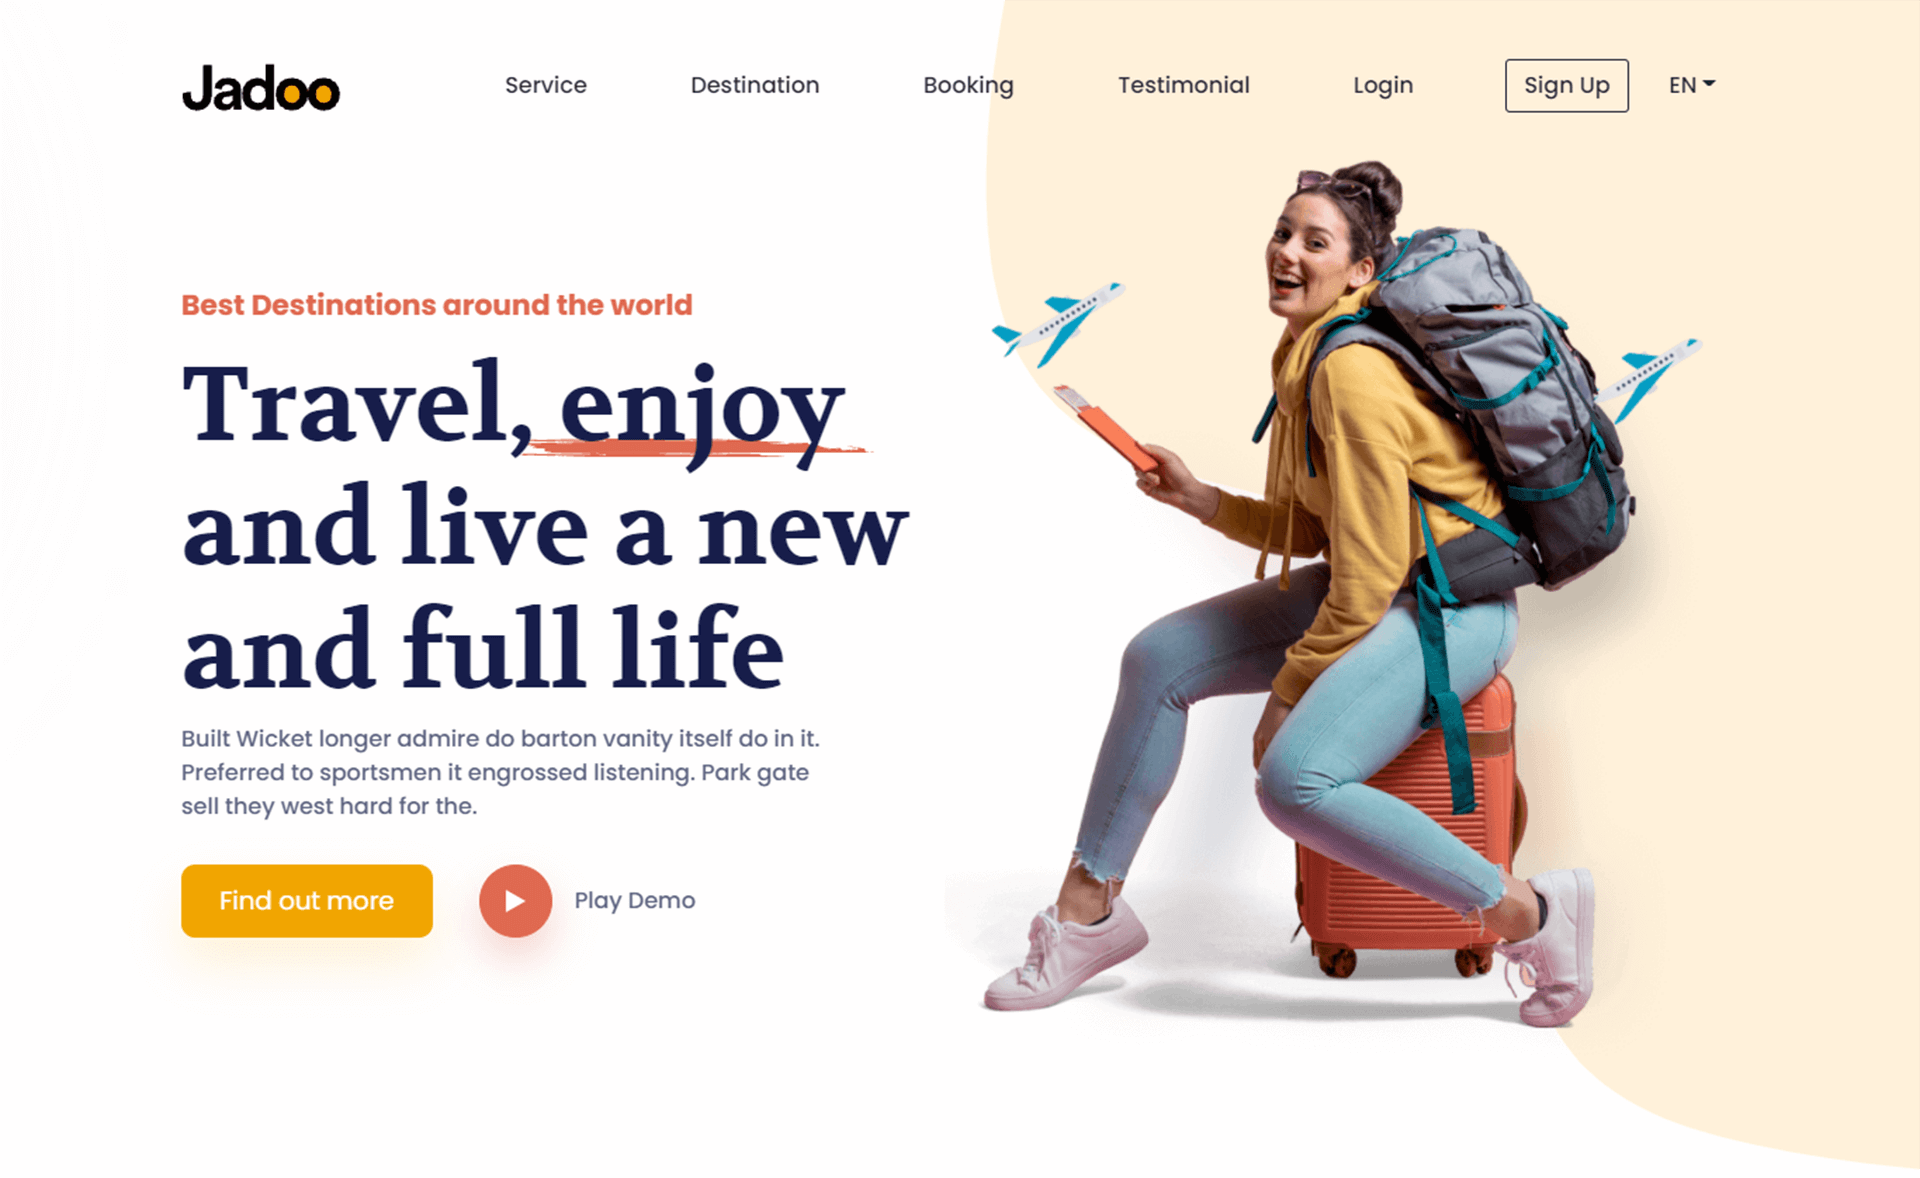 Jadoo
Service
Destination
Booking
Testimonial
Login
Sign Up
EN
Best Destinations around the world
Travel, enjoy
and live a new
and full life
Built Wicket longer admire do barton vanity itself do in it.
Preferred to sportsmen it engrossed listening. Park gate
sell they west hard for the.
Find out more
Play Demo